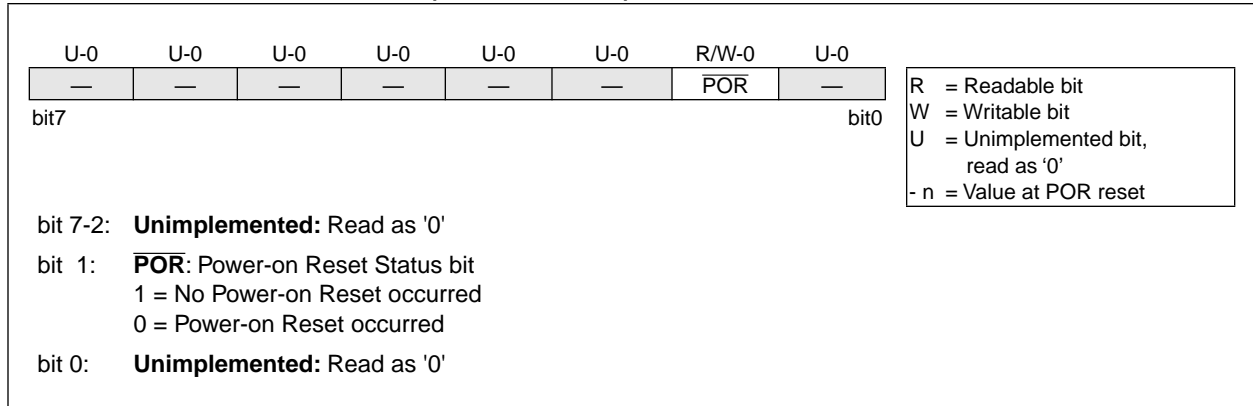 U-0 U-0 U-0 U-0 U-0 U-0 R/W-0 U-0
— — — — — — POR —
bit7 bit0
R = Readable bit
W = Writable bit
U = Unimplemented bit,
read as ‘0’
- n = Value at POR reset
bit 7-2: Unimplemented: Read as '0'
bit 1: POR: Power-on Reset Status bit
1 = No Power-on Reset occurred
0 = Power-on Reset occurred
bit 0: Unimplemented: Read as '0'